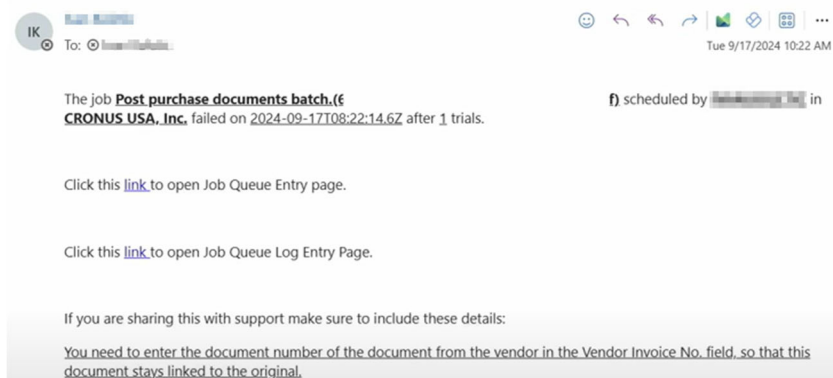 IK
To:
Tue 9/17/2024 10:22 AM
The job Post purchase documents batch.(6 f) scheduled by in
CRONUS USA, Inc. failed on 2024-09-17T08:22:14.6Z after 1 trials.
Click this link to open Job Queue Entry page.
Click this link to open Job Queue Log Entry Page.
If you are sharing this with support make sure to include these details:
You need to enter the document number of the document from the vendor in the Vendor Invoice No. field, so that this
document stays linked to the original.